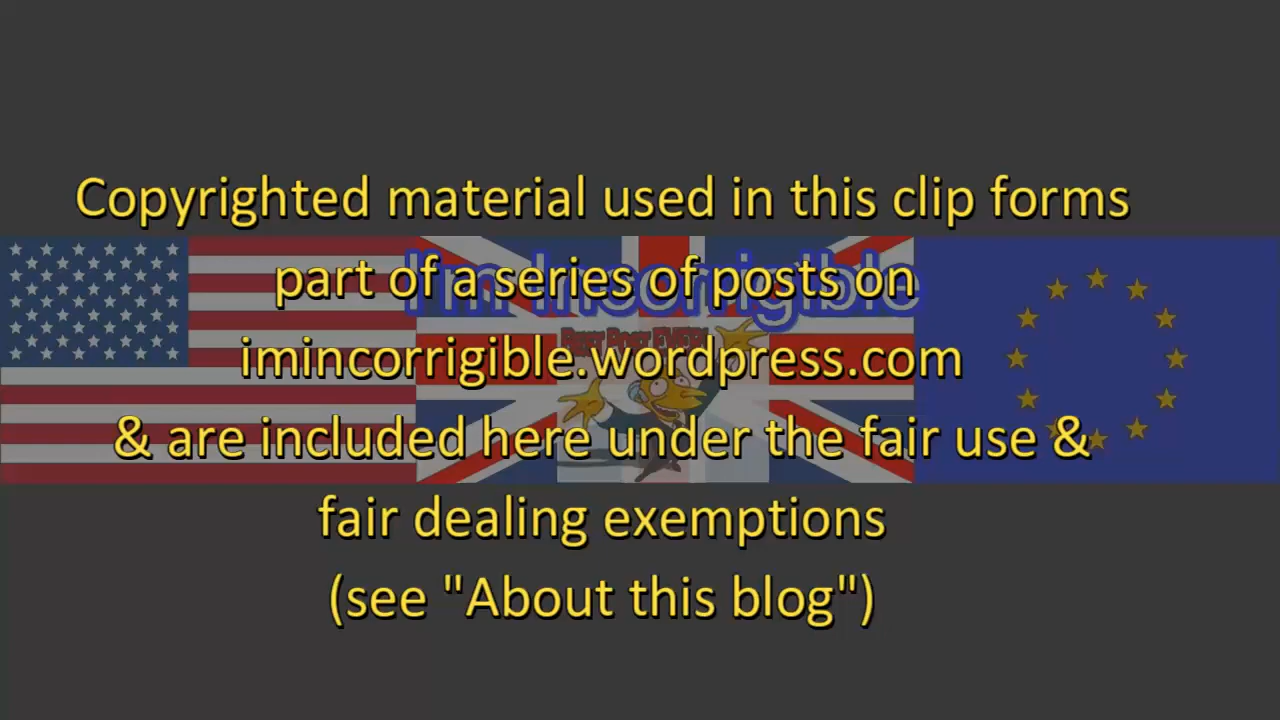 Copyrighted material used in this clip forms
part of a series of posts on
I'm Incorrigible
imincorrigible.wordpress.com
& are included here under the fair use &
fair dealing exemptions
(see "About this blog")